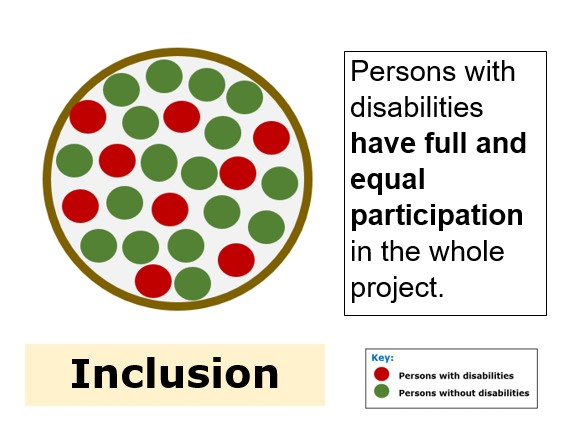 Persons with
disabilities
have full and
equal
participation
in the whole
project.
Inclusion
Key:
Persons with disabilities
Persons without disabilities